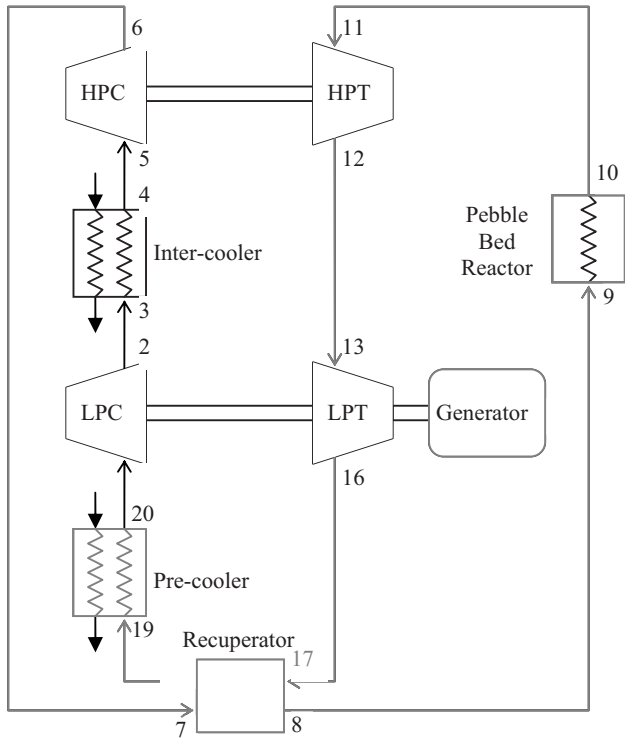 6
11
HPC
HPT
5
12
4
10
Pebble
Bed
Reactor
Inter-cooler
3
9
2
13
LPC
LPT
Generator
16
20
Pre-cooler
19
Recuperator
17
7
8